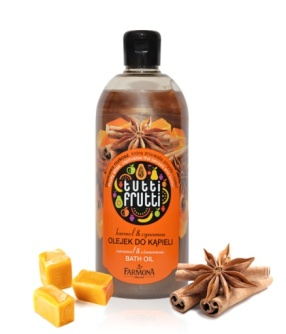 tutti
frutti
karmel & cynamon
OLEJEK DO KĄPIELI
caramel & cinnamon
BATH OIL
FARMONA